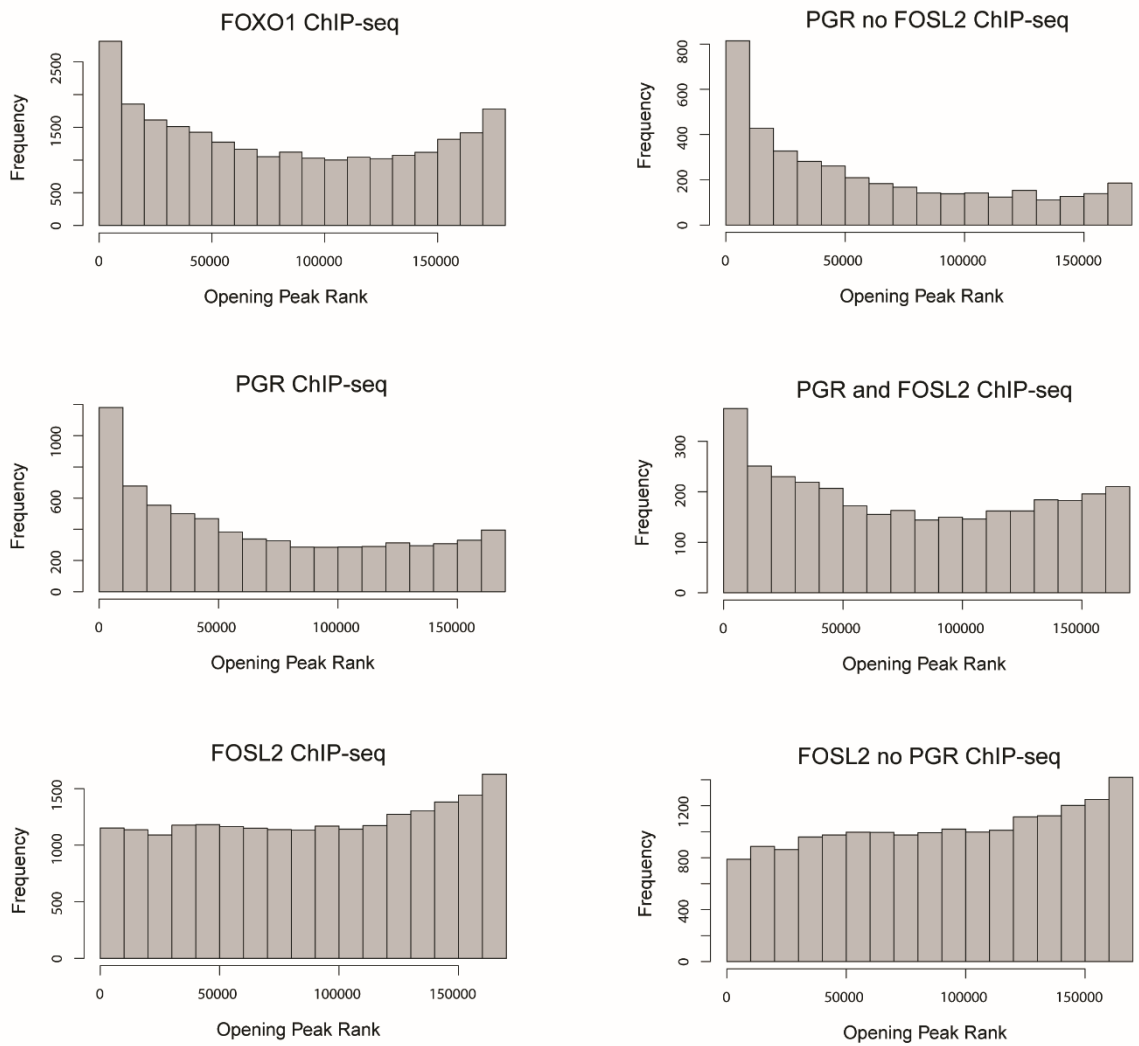 FOXO1 ChIP-seq
Frequency
2500
1500
500
0
0 50000 100000 150000
Opening Peak Rank
PGR no FOSL2 ChIP-seq
Frequency
800
600
400
200
0
0 50000 100000 150000
Opening Peak Rank
PGR ChIP-seq
Frequency
1000
600
200
0
0 50000 100000 150000
Opening Peak Rank
PGR and FOSL2 ChIP-seq
Frequency
300
200
100
0
0 50000 100000 150000
Opening Peak Rank
FOSL2 ChIP-seq
Frequency
1500
1000
500
0
0 50000 100000 150000
Opening Peak Rank
FOSL2 no PGR ChIP-seq
Frequency
1200
800
400
0
0 50000 100000 150000
Opening Peak Rank